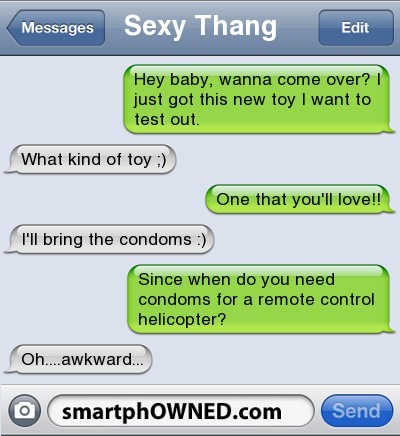 Messages
Sexy Thang
Edit
Hey baby, wanna come over? I
just got this new toy I want to
test out.
What kind of toy ;)
One that you'll love!!
I'll bring the condoms :)
Since when do you need
condoms for a remote control
helicopter?
Oh....awkward...
smartphOWNED.com
Send